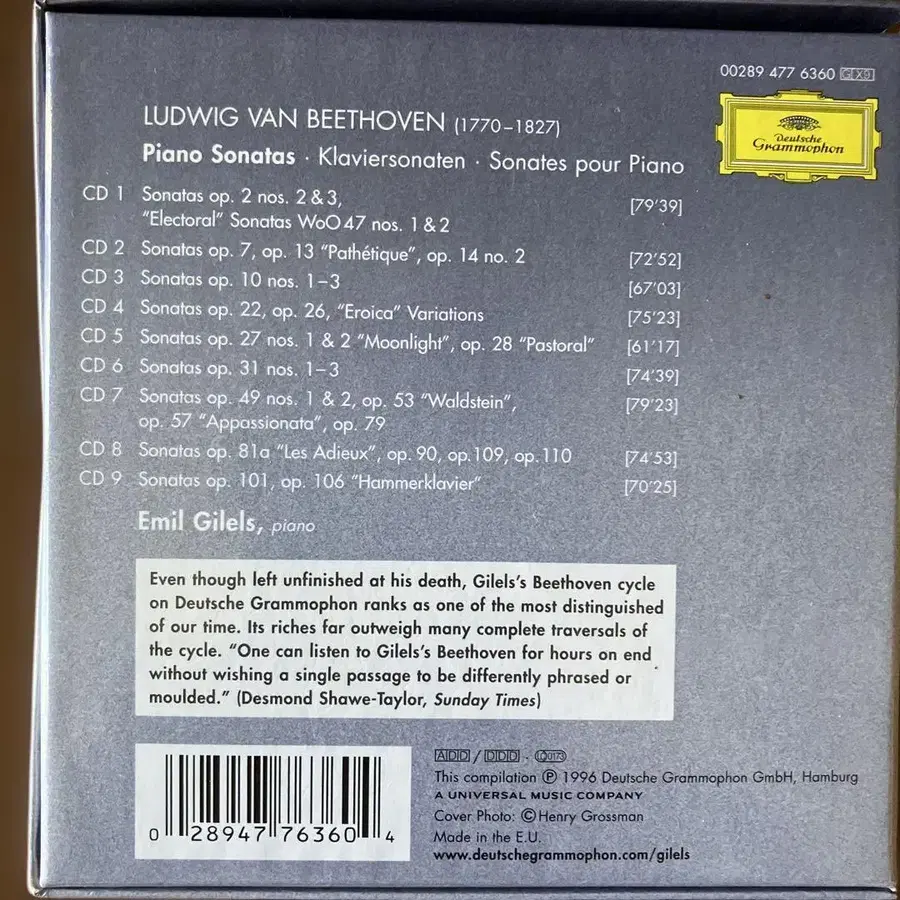 00289 477 6360 GX9
Deutsche
Grammophon
LUDWIG VAN BEETHOVEN (1770–1827)
Piano Sonatas · Klaviersonaten · Sonates pour Piano
CD 1 Sonatas op. 2 nos. 2 & 3,
"Electoral" Sonatas WoO 47 nos. 1 & 2 [79'39]
CD 2 Sonatas op. 7, op. 13 "Pathétique", op. 14 no. 2 [72'52]
CD 3 Sonatas op. 10 nos. 1–3 [67'03]
CD 4 Sonatas op. 22, op. 26, "Eroica" Variations [75'23]
CD 5 Sonatas op. 27 nos. 1 & 2 "Moonlight", op. 28 "Pastoral" [61'17]
CD 6 Sonatas op. 31 nos. 1–3 [74'39]
CD 7 Sonatas op. 49 nos. 1 & 2, op. 53 "Waldstein", [79'23]
op. 57 "Appassionata", op. 79
CD 8 Sonatas op. 81a "Les Adieux", op. 90, op. 109, op. 110 [74'53]
CD 9 Sonatas op. 101, op. 106 "Hammerklavier" [70'25]
Emil Gilels, piano
Even though left unfinished at his death, Gilels's Beethoven cycle
on Deutsche Grammophon ranks as one of the most distinguished
of our time. Its riches far outweigh many complete traversals of
the cycle. "One can listen to Gilels's Beethoven for hours on end
without wishing a single passage to be differently phrased or
moulded." (Desmond Shawe-Taylor, Sunday Times)
0 28947 76360 4
ADD / DDD · LC 0173
This compilation ℗ 1996 Deutsche Grammophon GmbH, Hamburg
A UNIVERSAL MUSIC COMPANY
Cover Photo: © Henry Grossman
Made in the E.U.
www.deutschegrammophon.com/gilels